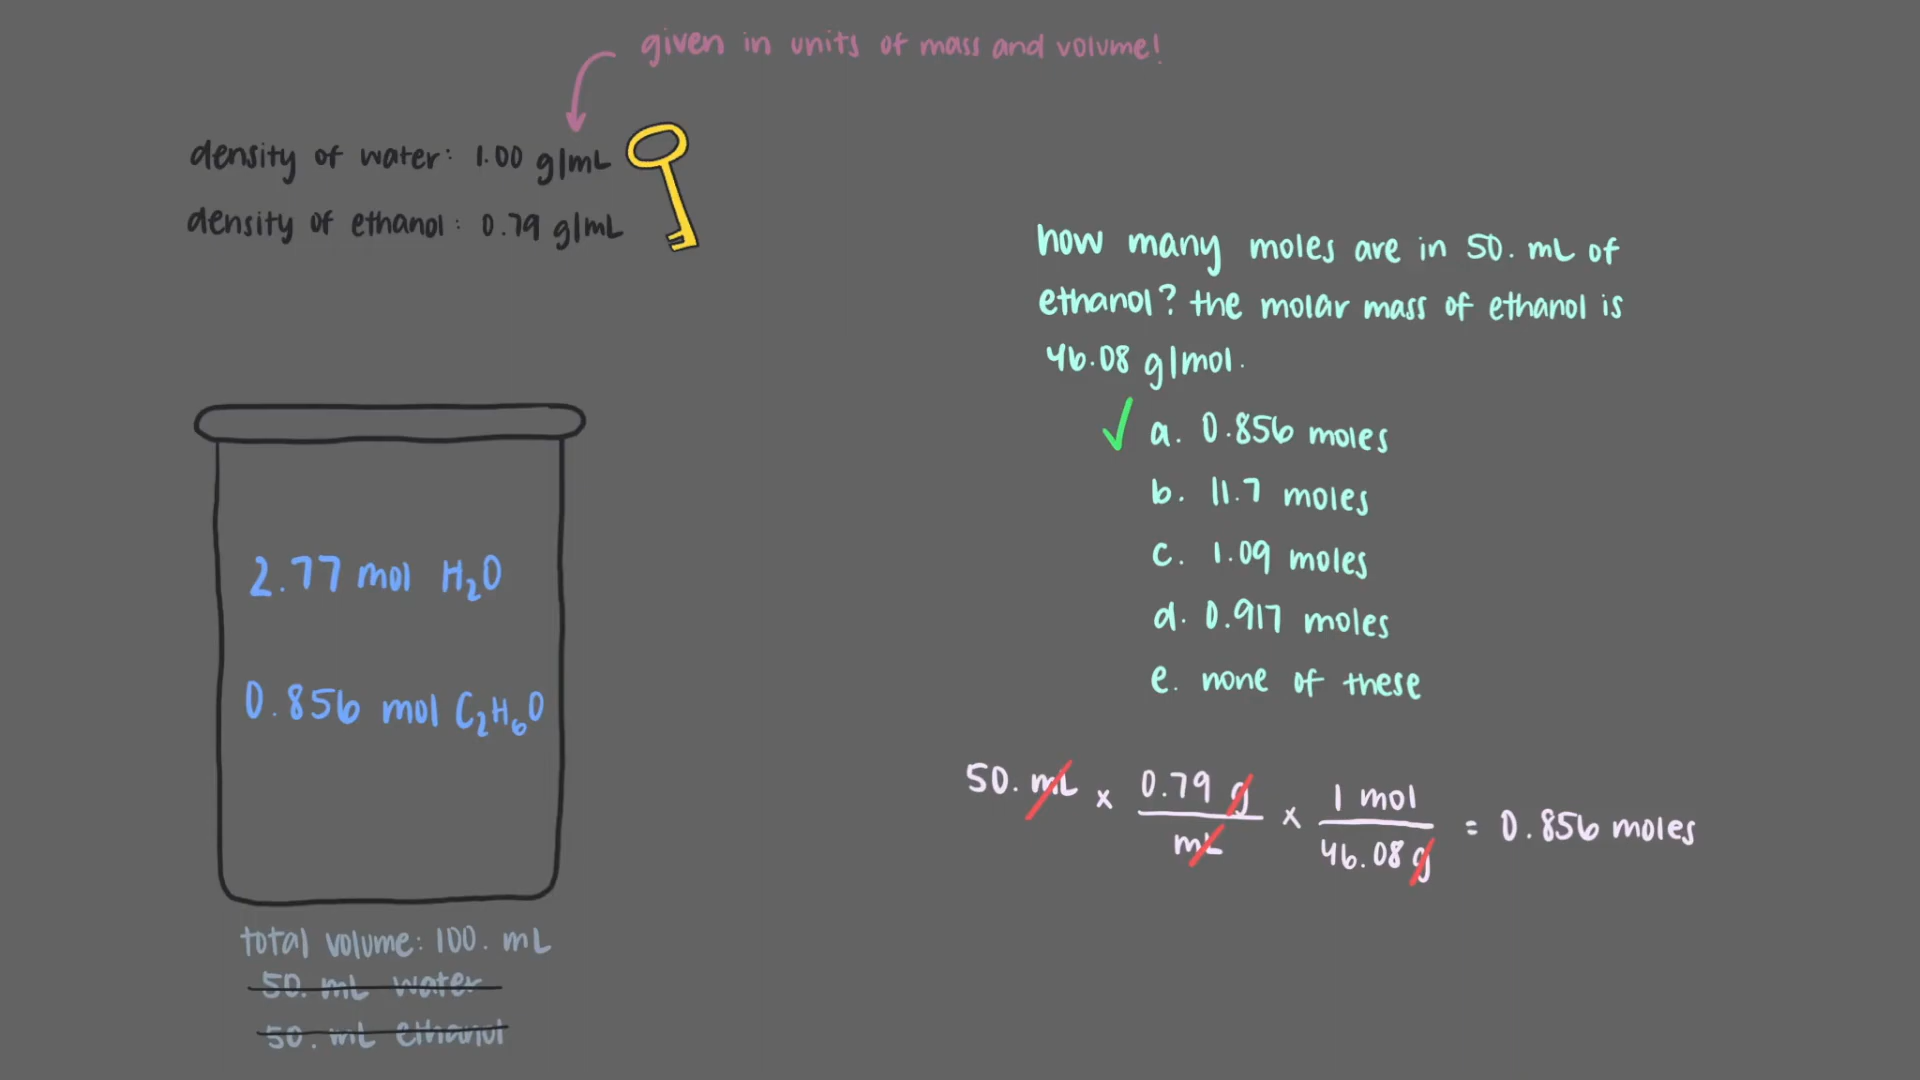 given in units of mass and volume!
density of water: 1.00 g/mL
density of ethanol: 0.79 g/mL
how many moles are in 50. mL of
ethanol? the molar mass of ethanol is
46.08 g/mol.
✓ a. 0.856 moles
b. 11.7 moles
c. 1.09 moles
d. 0.917 moles
e. none of these
2.77 mol H₂O
0.856 mol C₂H₆O
50. mL x 0.79 g / mL x 1 mol / 46.08 g = 0.856 moles
total volume: 100. mL
50. mL water
50. mL ethanol